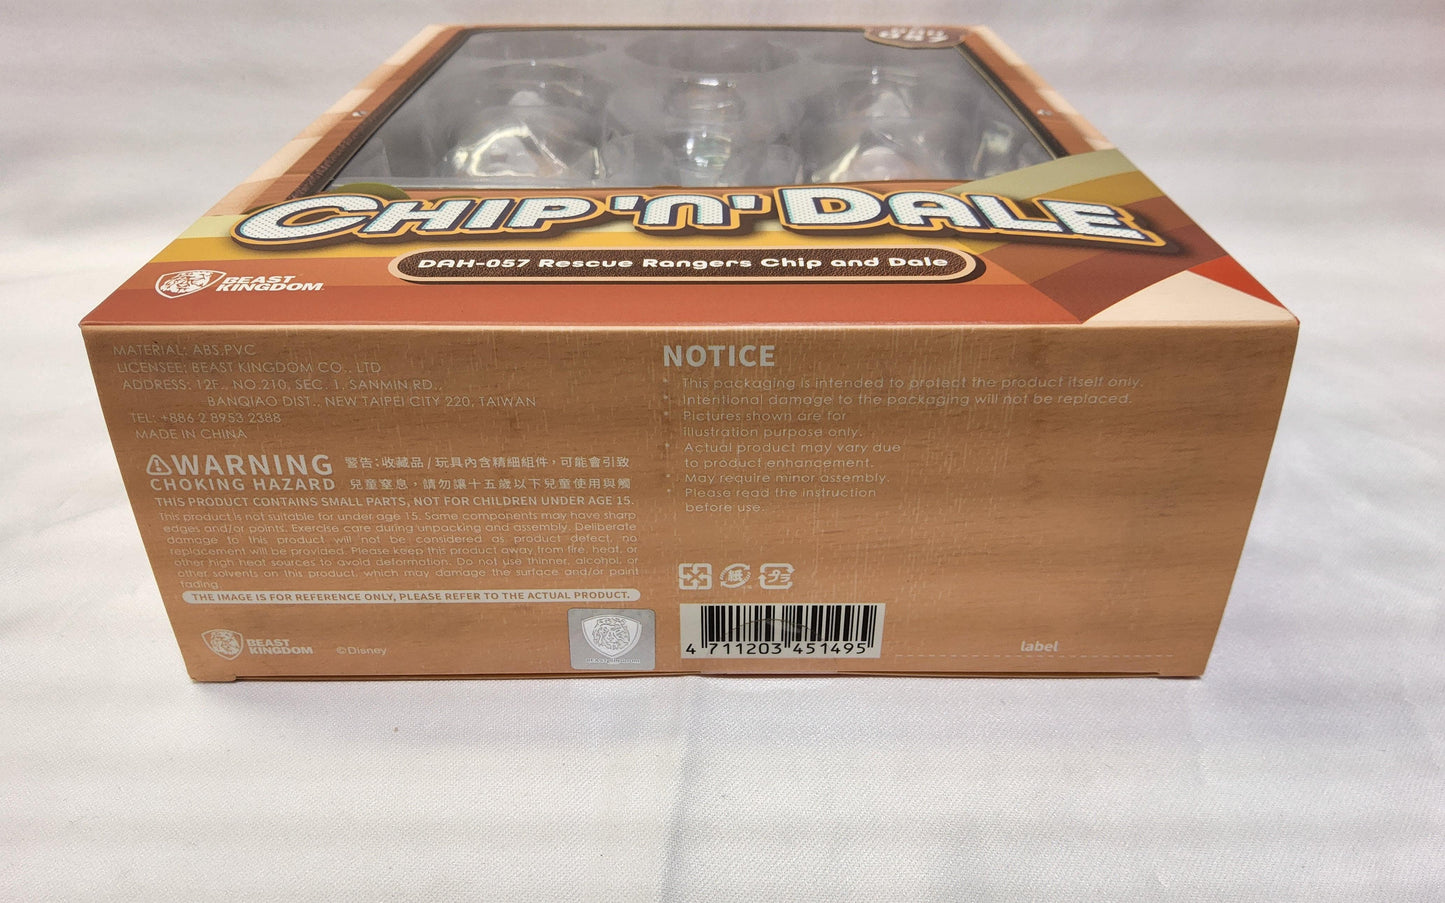 CHIP 'N' DALE
DAH-057 Rescue Rangers Chip and Dale
BEAST
KINGDOM
MATERIAL: ABS,PVC
LICENSEE: BEAST KINGDOM CO., LTD
ADDRESS: 12F., NO.210, SEC. 1, SANMIN RD.,
BANQIAO DIST., NEW TAIPEI CITY 220, TAIWAN
TEL: +886 2 8953 2388
MADE IN CHINA
WARNING
CHOKING HAZARD
警告:收藏品/玩具內含精細組件,可能會引致
兒童窒息,請勿讓十五歲以下兒童使用與觸
THIS PRODUCT CONTAINS SMALL PARTS, NOT FOR CHILDREN UNDER AGE 15.
This product is not suitable for under age 15. Some components may have sharp
edges and/or points. Exercise care during unpacking and assembly. Deliberate
damage to this product will not be considered as product defect, no
replacement will be provided. Please keep this product away from fire, heat, or
other high heat sources to avoid deformation. Do not use thinner, alcohol, or
other solvents on this product, which may damage the surface and/or paint
fading.
THE IMAGE IS FOR REFERENCE ONLY, PLEASE REFER TO THE ACTUAL PRODUCT.
BEAST
KINGDOM
©Disney
BEAST KINGDOM
NOTICE
· This packaging is intended to protect the product itself only.
· Intentional damage to the packaging will not be replaced.
· Pictures shown are for
illustration purpose only.
· Actual product may vary due
to product enhancement.
· May require minor assembly.
· Please read the instruction
before use.
紙
プラ
4 711203 451495
label